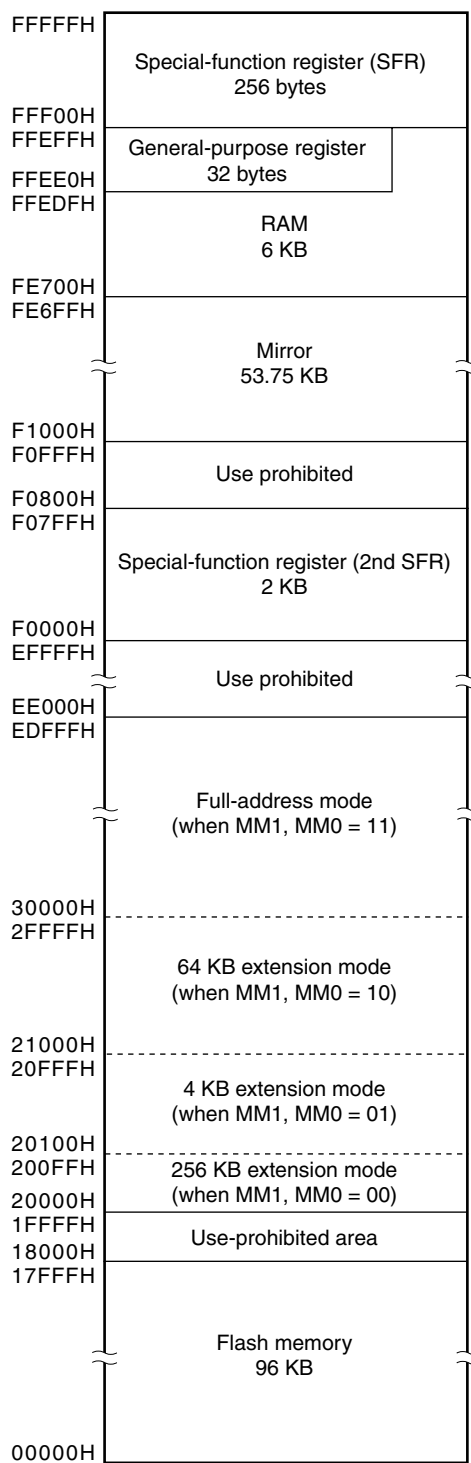 FFFFFH
Special-function register (SFR)
256 bytes
FFF00H
FFEFFH
General-purpose register
32 bytes
FFEE0H
FFEDFH
RAM
6 KB
FE700H
FE6FFH
Mirror
53.75 KB
F1000H
F0FFFH
Use prohibited
F0800H
F07FFH
Special-function register (2nd SFR)
2 KB
F0000H
EFFFFH
Use prohibited
EE000H
EDFFFH
Full-address mode
(when MM1, MM0 = 11)
30000H
2FFFFH
64 KB extension mode
(when MM1, MM0 = 10)
21000H
20FFFH
4 KB extension mode
(when MM1, MM0 = 01)
20100H
200FFH
256 KB extension mode
(when MM1, MM0 = 00)
20000H
1FFFFH
Use-prohibited area
18000H
17FFFH
Flash memory
96 KB
00000H